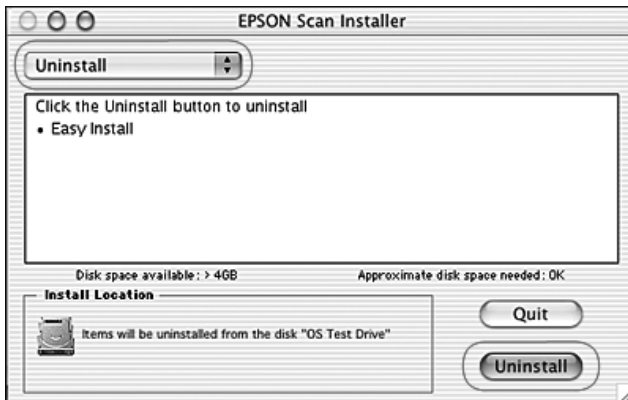 EPSON Scan Installer
Uninstall
Click the Uninstall button to uninstall
• Easy Install
Disk space available: > 4GB
Approximate disk space needed: 0K
Install Location
Items will be uninstalled from the disk "OS Test Drive"
Quit
Uninstall